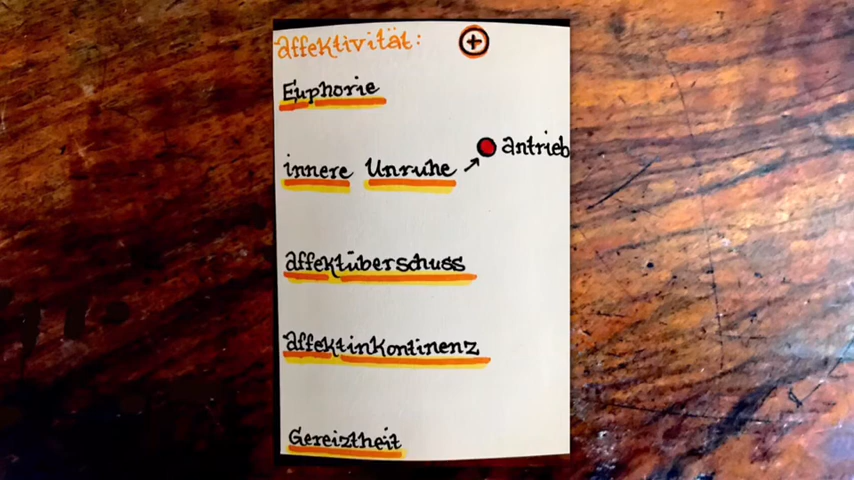 affektivität: +
Euphorie
antrieb
innere Unruhe
affektüberschuss
affektinkontinenz
Gereiztheit